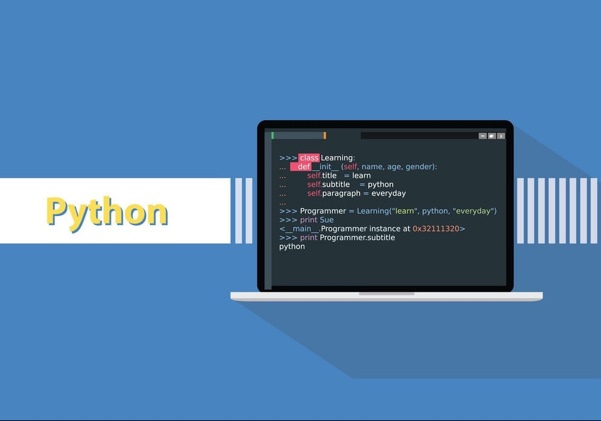 Python
>>> class Learning:
... def __init__ (self, name, age, gender):
... self.title = learn
... self.subtitle = python
... self.paragraph = everyday
...
>>> Programmer = Learning("learn", python, "everyday")
>>> print Sue
<__main__.Programmer instance at 0x32111320>
>>> print Programmer.subtitle
python